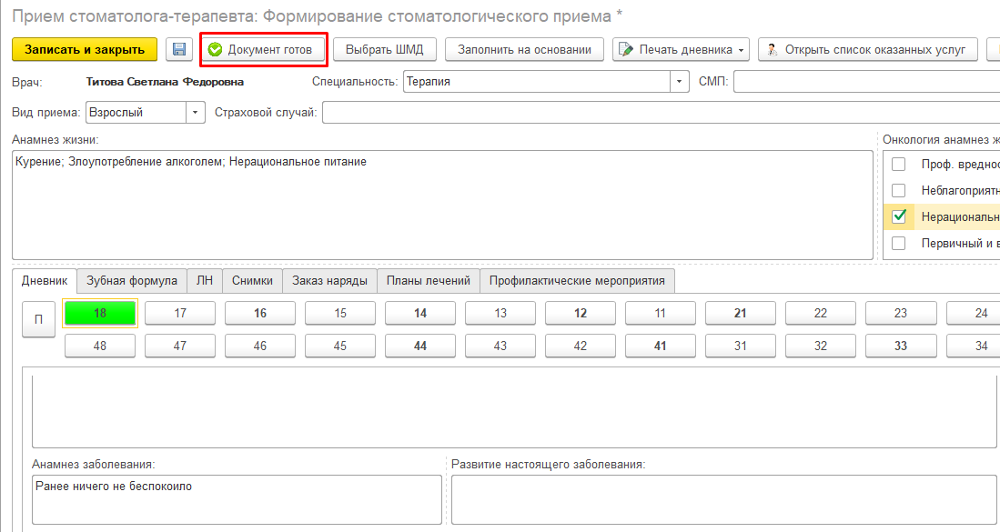 Прием стоматолога-терапевта: Формирование стоматологического приема *
Записать и закрыть Документ готов Выбрать ШМД Заполнить на основании Печать дневника Открыть список оказанных услуг
Врач: Титова Светлана Федоровна Специальность: Терапия СМП:
Вид приема: Взрослый Страховой случай:
Анамнез жизни: Онкология анамнез ж
Курение; Злоупотребление алкоголем; Нерациональное питание
Проф. вреднос
Неблагоприятн
Нерациональн
Первичный и в
Дневник Зубная формула ЛН Снимки Заказ наряды Планы лечений Профилактические мероприятия
П
18 17 16 15 14 13 12 11 21 22 23 24
48 47 46 45 44 43 42 41 31 32 33 34
Анамнез заболевания: Развитие настоящего заболевания:
Ранее ничего не беспокоило